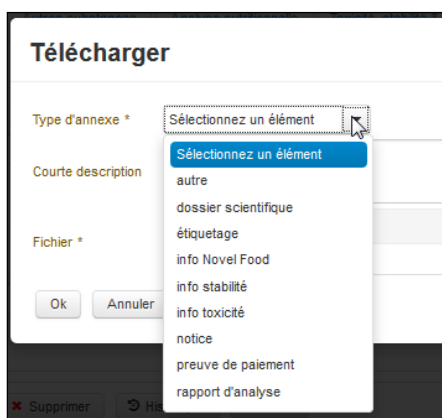 Télécharger
Type d'annexe *
Sélectionnez un élément
Sélectionnez un élément
autre
Courte description
dossier scientifique
étiquetage
Fichier *
info Novel Food
info stabilité
Ok Annuler
info toxicité
notice
preuve de paiement
rapport d'analyse
Supprimer His